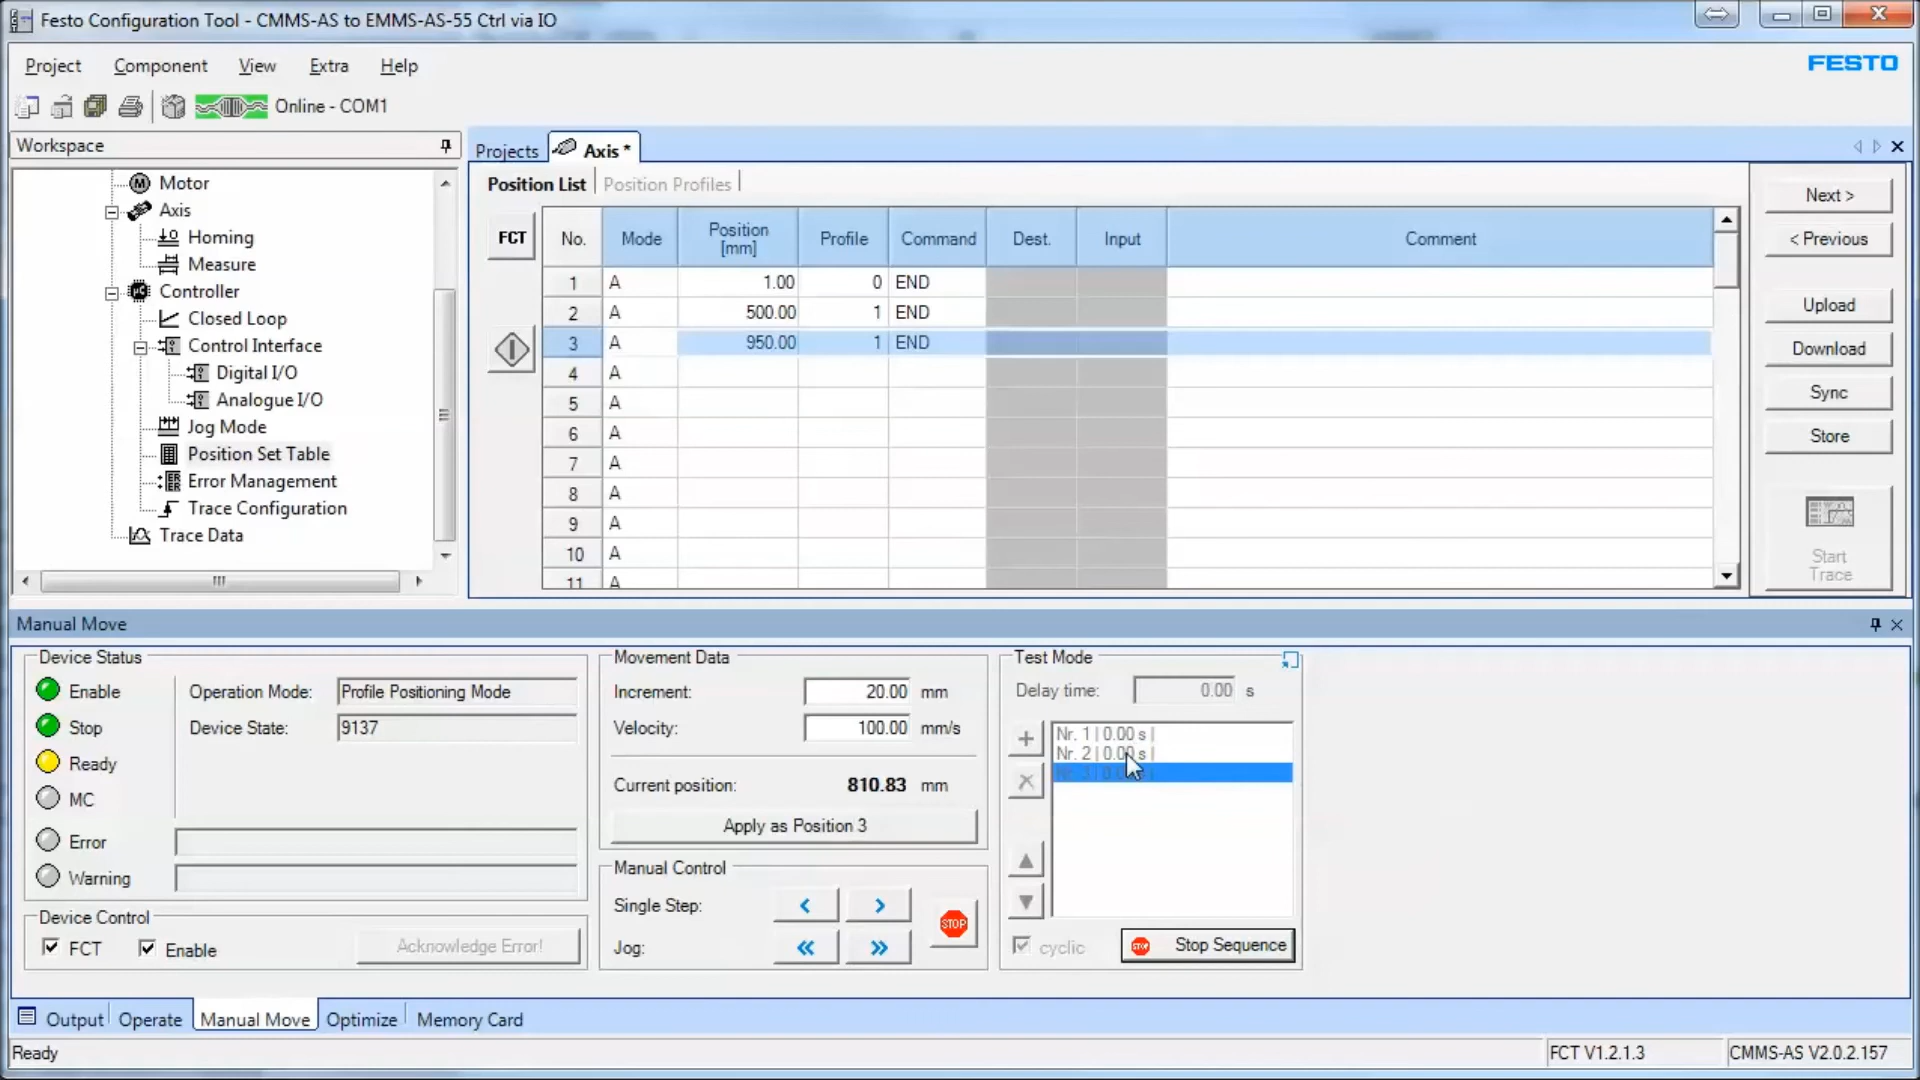 Festo Configuration Tool - CMMS-AS to EMMS-AS-55 Ctrl via IO
Project Component View Extra Help
FESTO
Online - COM1
Workspace
Motor
Axis
Homing
Measure
Controller
Closed Loop
Control Interface
Digital I/O
Analogue I/O
Jog Mode
Position Set Table
Error Management
Trace Configuration
Trace Data
Projects Axis *
Position List Position Profiles
FCT
No. Mode Position [mm] Profile Command Dest. Input Comment
1 A 1.00 0 END
2 A 500.00 1 END
3 A 950.00 1 END
4 A
5 A
6 A
7 A
8 A
9 A
10 A
11 A
Next >
< Previous
Upload
Download
Sync
Store
Start
Trace
Manual Move
Device Status
Enable
Stop
Ready
MC
Error
Warning
Operation Mode: Profile Positioning Mode
Device State: 9137
Device Control
FCT Enable Acknowledge Error!
Movement Data
Increment: 20.00 mm
Velocity: 100.00 mm/s
Current position: 810.83 mm
Apply as Position 3
Manual Control
Single Step: < >
Jog: « »
STOP
Test Mode
Delay time: 0.00 s
Nr. 1 | 0.00 s |
Nr. 2 | 0.00 s |
Nr. 3 |
cyclic STOP Stop Sequence
Output Operate Manual Move Optimize Memory Card
Ready
FCT V1.2.1.3
CMMS-AS V2.0.2.157